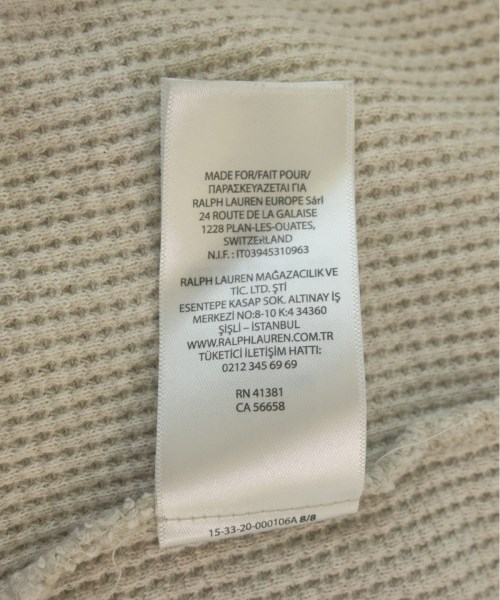 MADE FOR/FAIT POUR/
ΠΑΡΑΣΚΕΥΑΖΕΤΑΙ ΓΙΑ
RALPH LAUREN EUROPE Sárl
24 ROUTE DE LA GALAISE
1228 PLAN-LES-OUATES,
SWITZERLAND
N.I.F. : IT03945310963
RALPH LAUREN MAĞAZACILIK VE
TİC. LTD. ŞTİ
ESENTEPE KASAP SOK. ALTINAY İŞ
MERKEZİ NO:8-10 K:4 34360
ŞİŞLİ – İSTANBUL
WWW.RALPHLAUREN.COM.TR
TÜKETİCİ İLETİŞİM HATTI:
0212 345 69 69
RN 41381
CA 56658
15-33-20-000106A 8/8